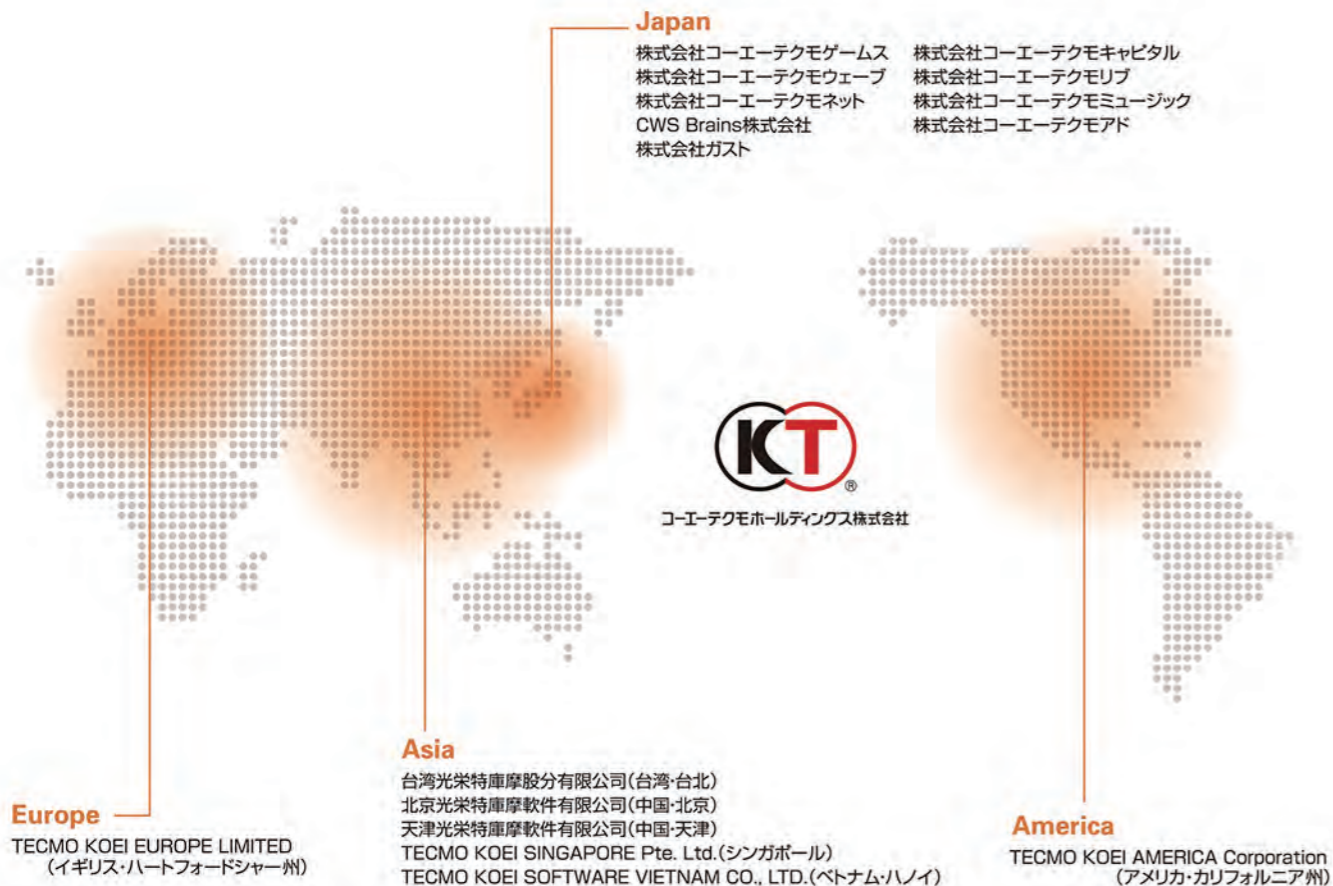 Japan
株式会社コーエーテクモゲームス
株式会社コーエーテクモウェーブ
株式会社コーエーテクモネット
CWS Brains株式会社
株式会社ガスト
株式会社コーエーテクモキャピタル
株式会社コーエーテクモリブ
株式会社コーエーテクモミュージック
株式会社コーエーテクモアド
KT
®
コーエーテクモホールディングス株式会社
Europe
TECMO KOEI EUROPE LIMITED
(イギリス・ハートフォードシャー州)
Asia
台湾光栄特庫摩股分有限公司(台湾・台北)
北京光栄特庫摩軟件有限公司(中国・北京)
天津光栄特庫摩軟件有限公司(中国・天津)
TECMO KOEI SINGAPORE Pte. Ltd.(シンガポール)
TECMO KOEI SOFTWARE VIETNAM CO., LTD.(ベトナム・ハノイ)
America
TECMO KOEI AMERICA Corporation
(アメリカ・カリフォルニア州)